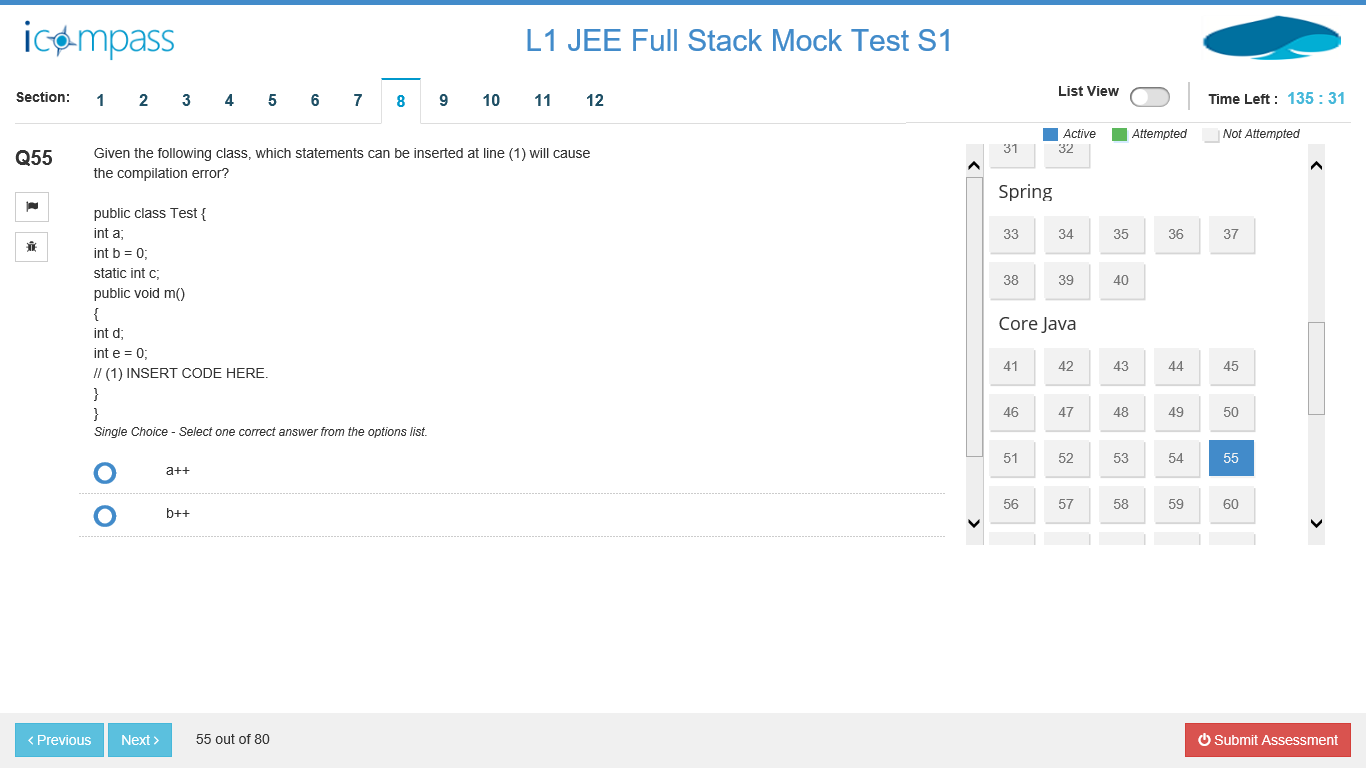 icompass
L1 JEE Full Stack Mock Test S1
Section: 1 2 3 4 5 6 7 8 9 10 11 12
List View
Time Left : 135 : 31
Active Attempted Not Attempted
Q55
Given the following class, which statements can be inserted at line (1) will cause
the compilation error?
public class Test {
int a;
int b = 0;
static int c;
public void m()
{
int d;
int e = 0;
// (1) INSERT CODE HERE.
}
}
Single Choice - Select one correct answer from the options list.
a++
b++
31 32
Spring
33 34 35 36 37
38 39 40
Core Java
41 42 43 44 45
46 47 48 49 50
51 52 53 54 55
56 57 58 59 60
Previous Next 55 out of 80
Submit Assessment